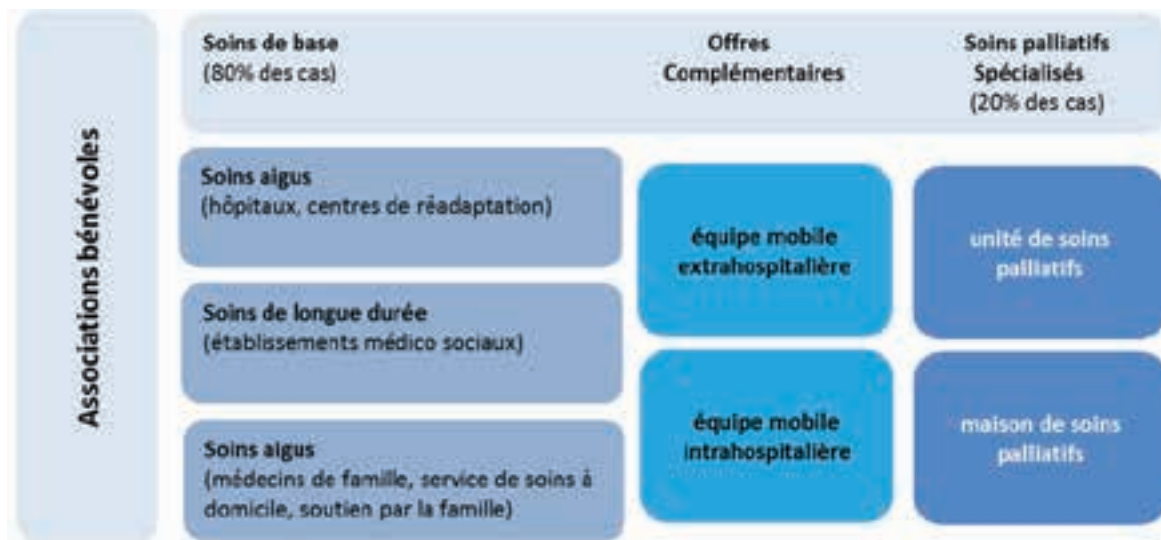 Associations bénévoles
Soins de base
(80% des cas)
Offres
Complémentaires
Soins palliatifs
Spécialisés
(20% des cas)
Soins aigus
(hôpitaux, centres de réadaptation)
Soins de longue durée
(établissements médico sociaux)
Soins aigus
(médecins de famille, service de soins à
domicile, soutien par la famille)
équipe mobile
extrahospitalière
équipe mobile
intrahospitalière
unité de soins
palliatifs
maison de soins
palliatifs